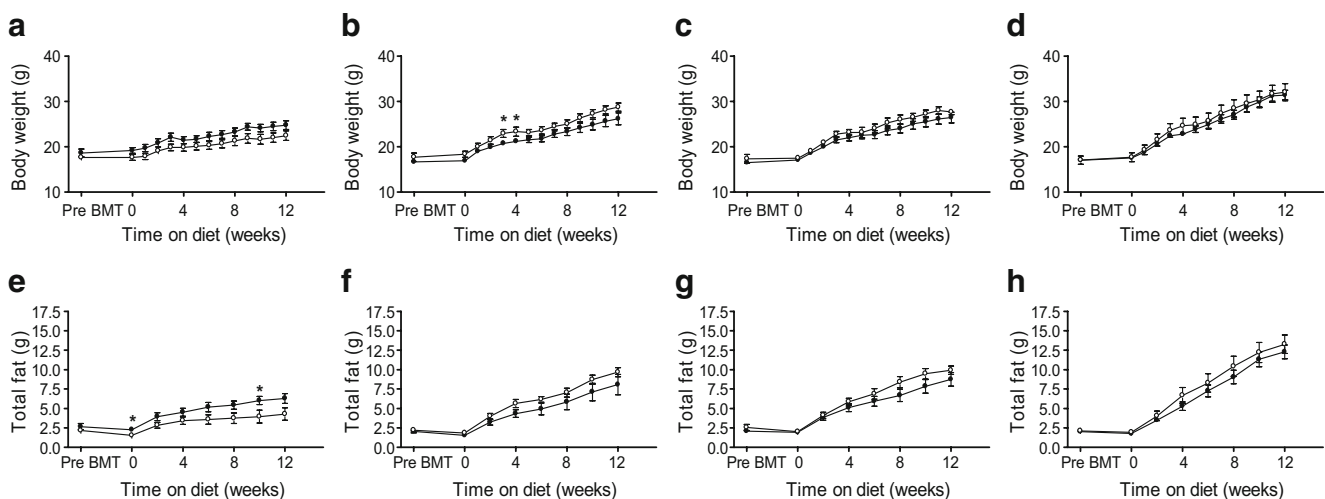 a
Body weight (g)
40
30
20
10
Pre BMT 0 4 8 12
Time on diet (weeks)
b
Body weight (g)
40
30
20
10
* *
Pre BMT 0 4 8 12
Time on diet (weeks)
c
Body weight (g)
40
30
20
10
Pre BMT 0 4 8 12
Time on diet (weeks)
d
Body weight (g)
40
30
20
10
Pre BMT 0 4 8 12
Time on diet (weeks)
e
Total fat (g)
17.5
15.0
12.5
10.0
7.5
5.0
2.5
0.0
* *
Pre BMT 0 4 8 12
Time on diet (weeks)
f
Total fat (g)
17.5
15.0
12.5
10.0
7.5
5.0
2.5
0.0
Pre BMT 0 4 8 12
Time on diet (weeks)
g
Total fat (g)
17.5
15.0
12.5
10.0
7.5
5.0
2.5
0.0
Pre BMT 0 4 8 12
Time on diet (weeks)
h
Total fat (g)
17.5
15.0
12.5
10.0
7.5
5.0
2.5
0.0
Pre BMT 0 4 8 12
Time on diet (weeks)